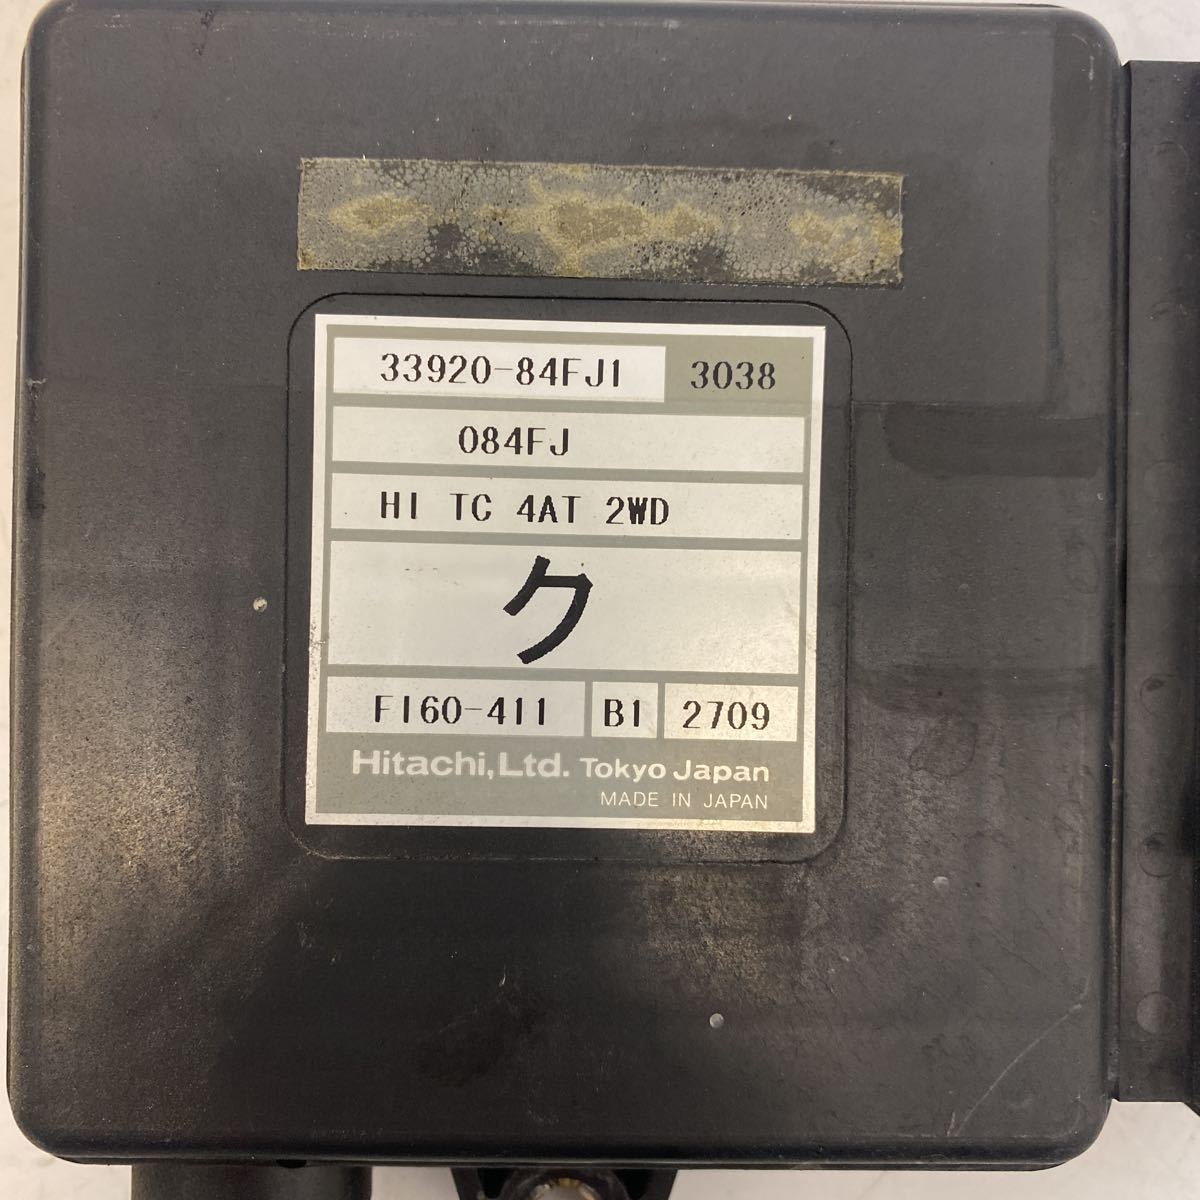 33920-84FJ1 3038
084FJ
HI TC 4AT 2WD
ク
FI60-411 B1 2709
Hitachi, Ltd. Tokyo Japan
MADE IN JAPAN